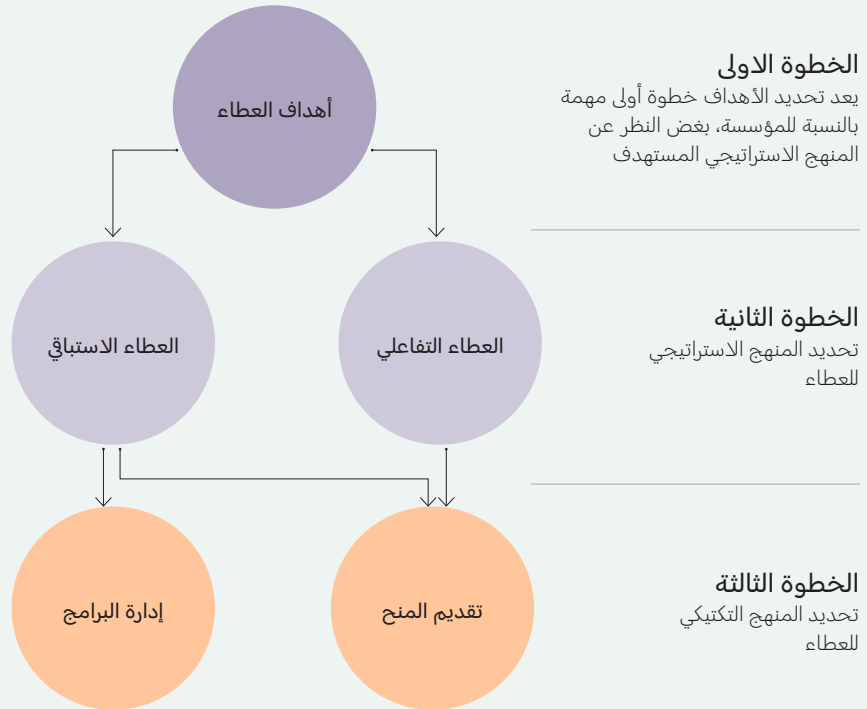 الخطوة الاولى
يعد تحديد الأهداف خطوة أولى مهمة
بالنسبة للمؤسسة، بغض النظر عن
المنهج الاستراتيجي المستهدف
أهداف العطاء
الخطوة الثانية
تحديد المنهج الاستراتيجي
للعطاء
العطاء التفاعلي
العطاء الاستباقي
الخطوة الثالثة
تحديد المنهج التكتيكي
للعطاء
تقديم المنح
إدارة البرامج